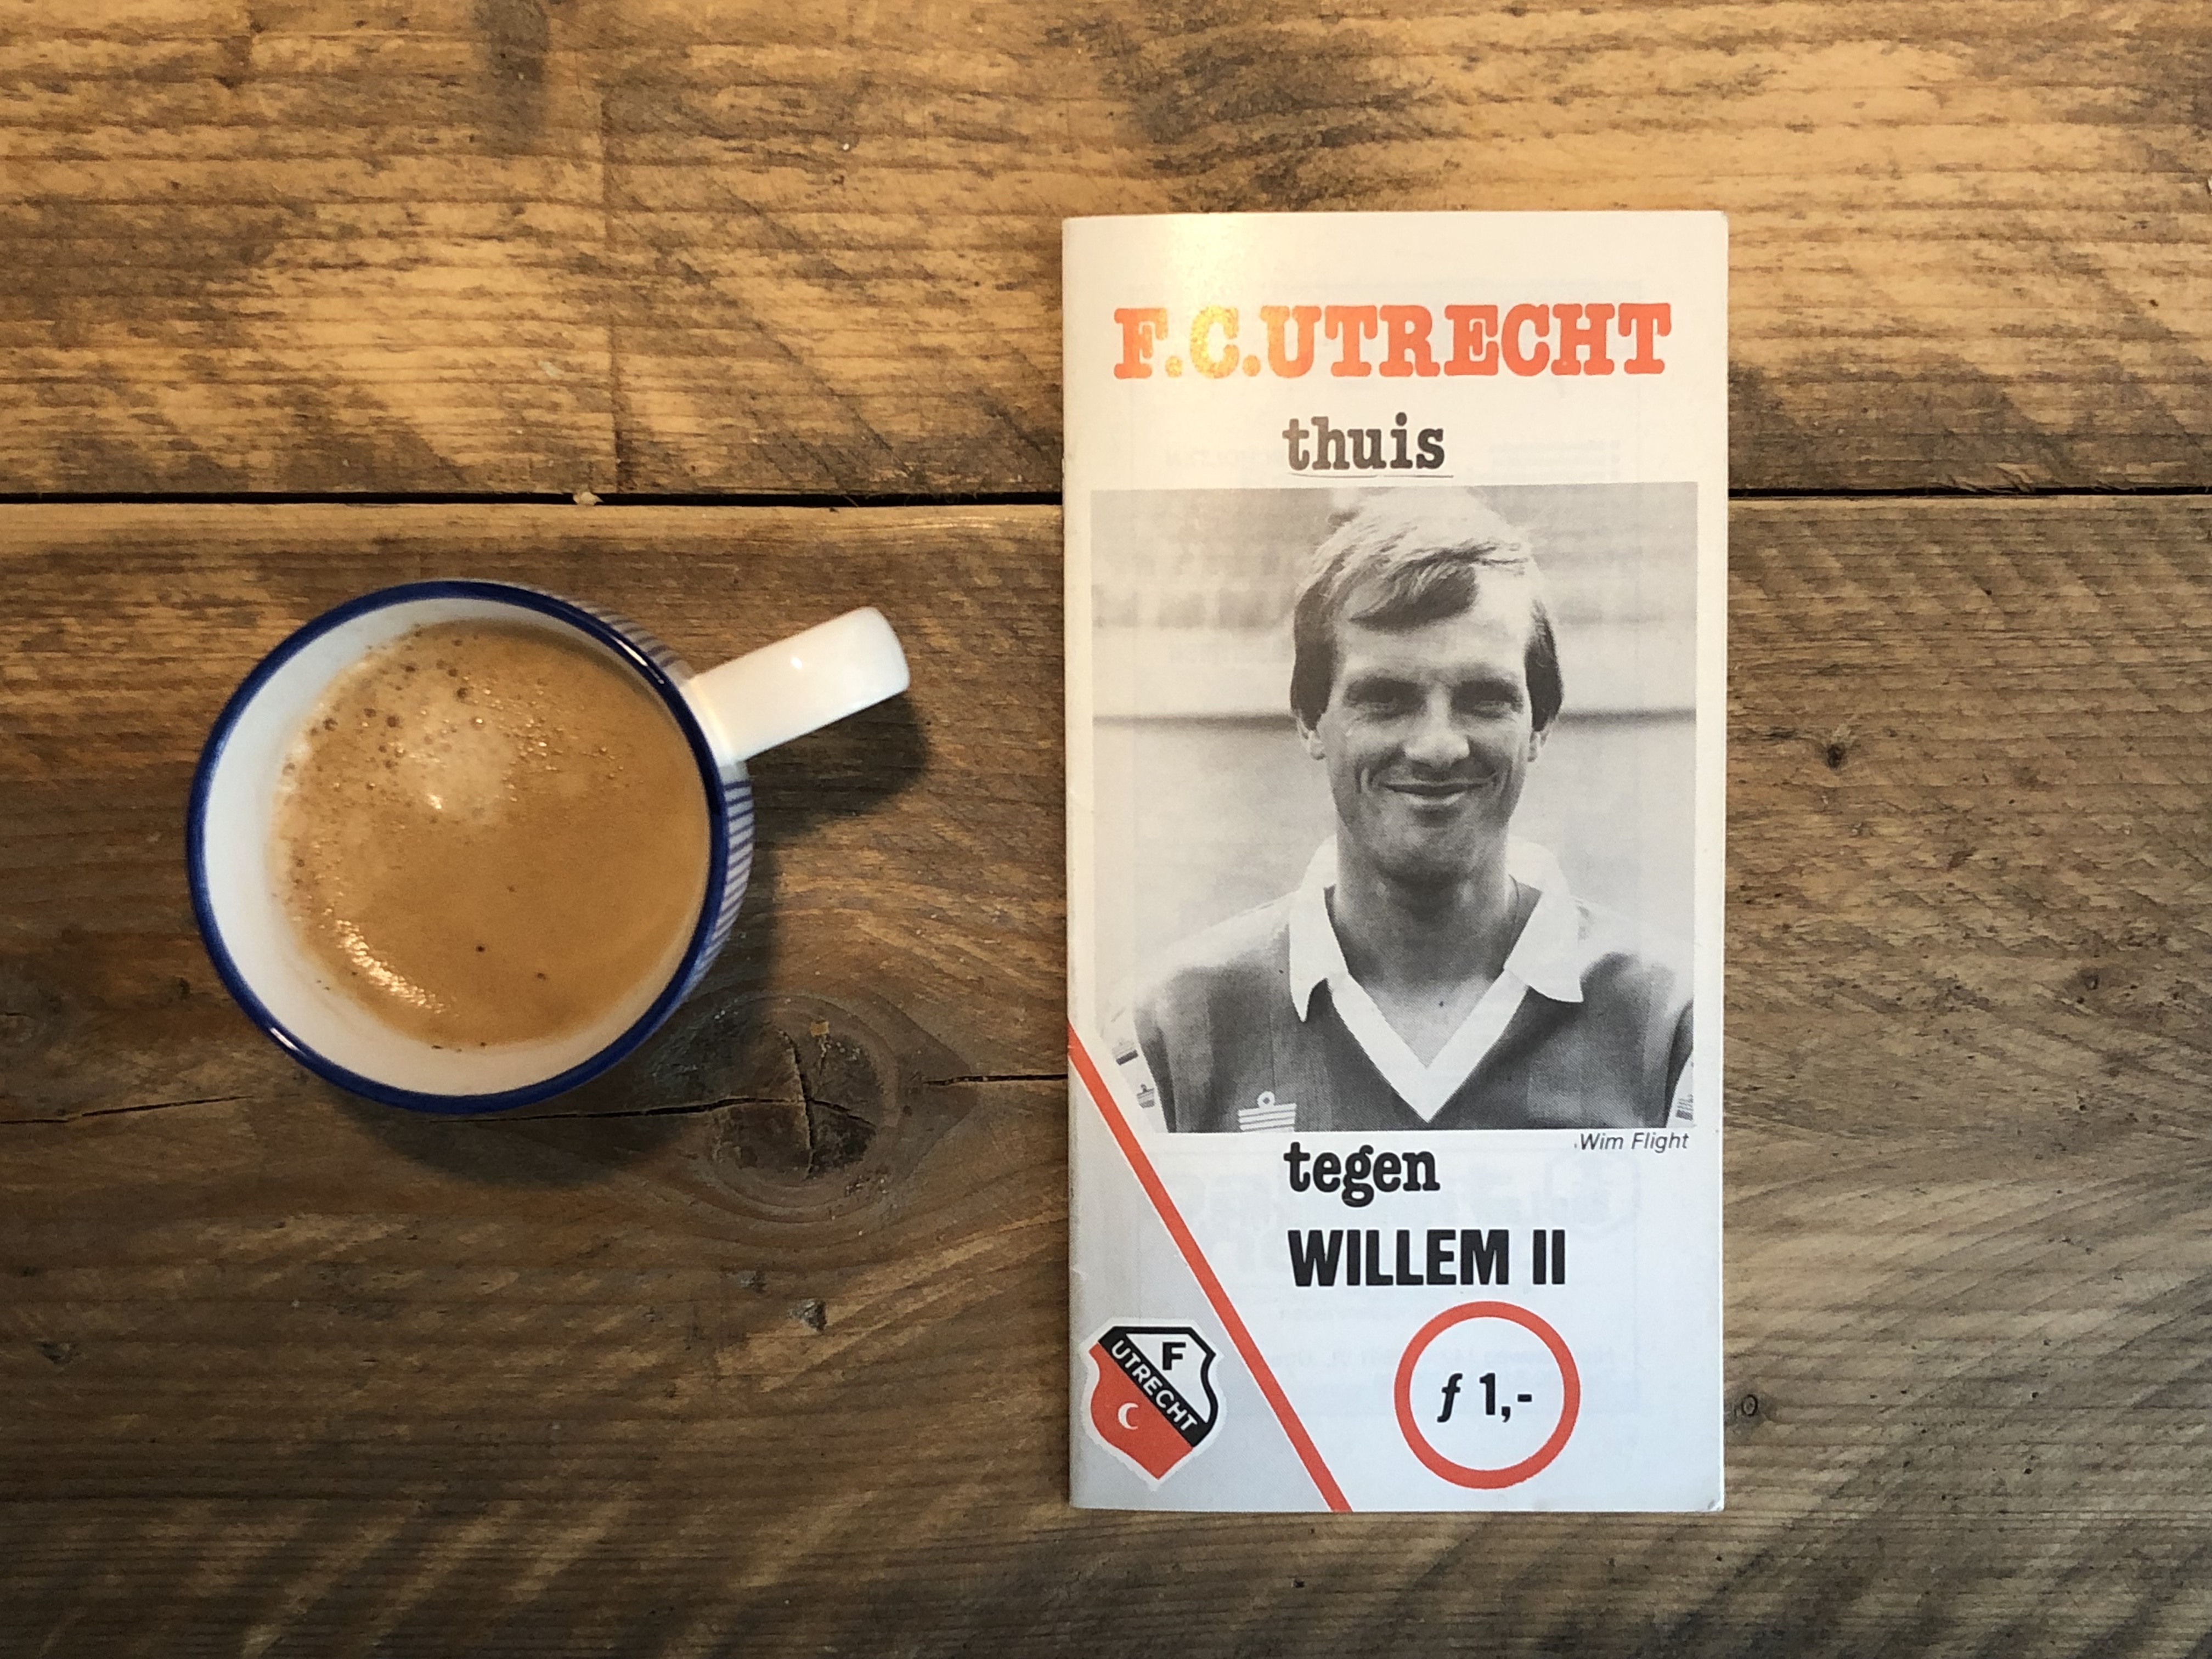 F.C.UTRECHT
thuis
Wim Flight
tegen
WILLEM II
F
UTRECHT
C
ƒ 1,-